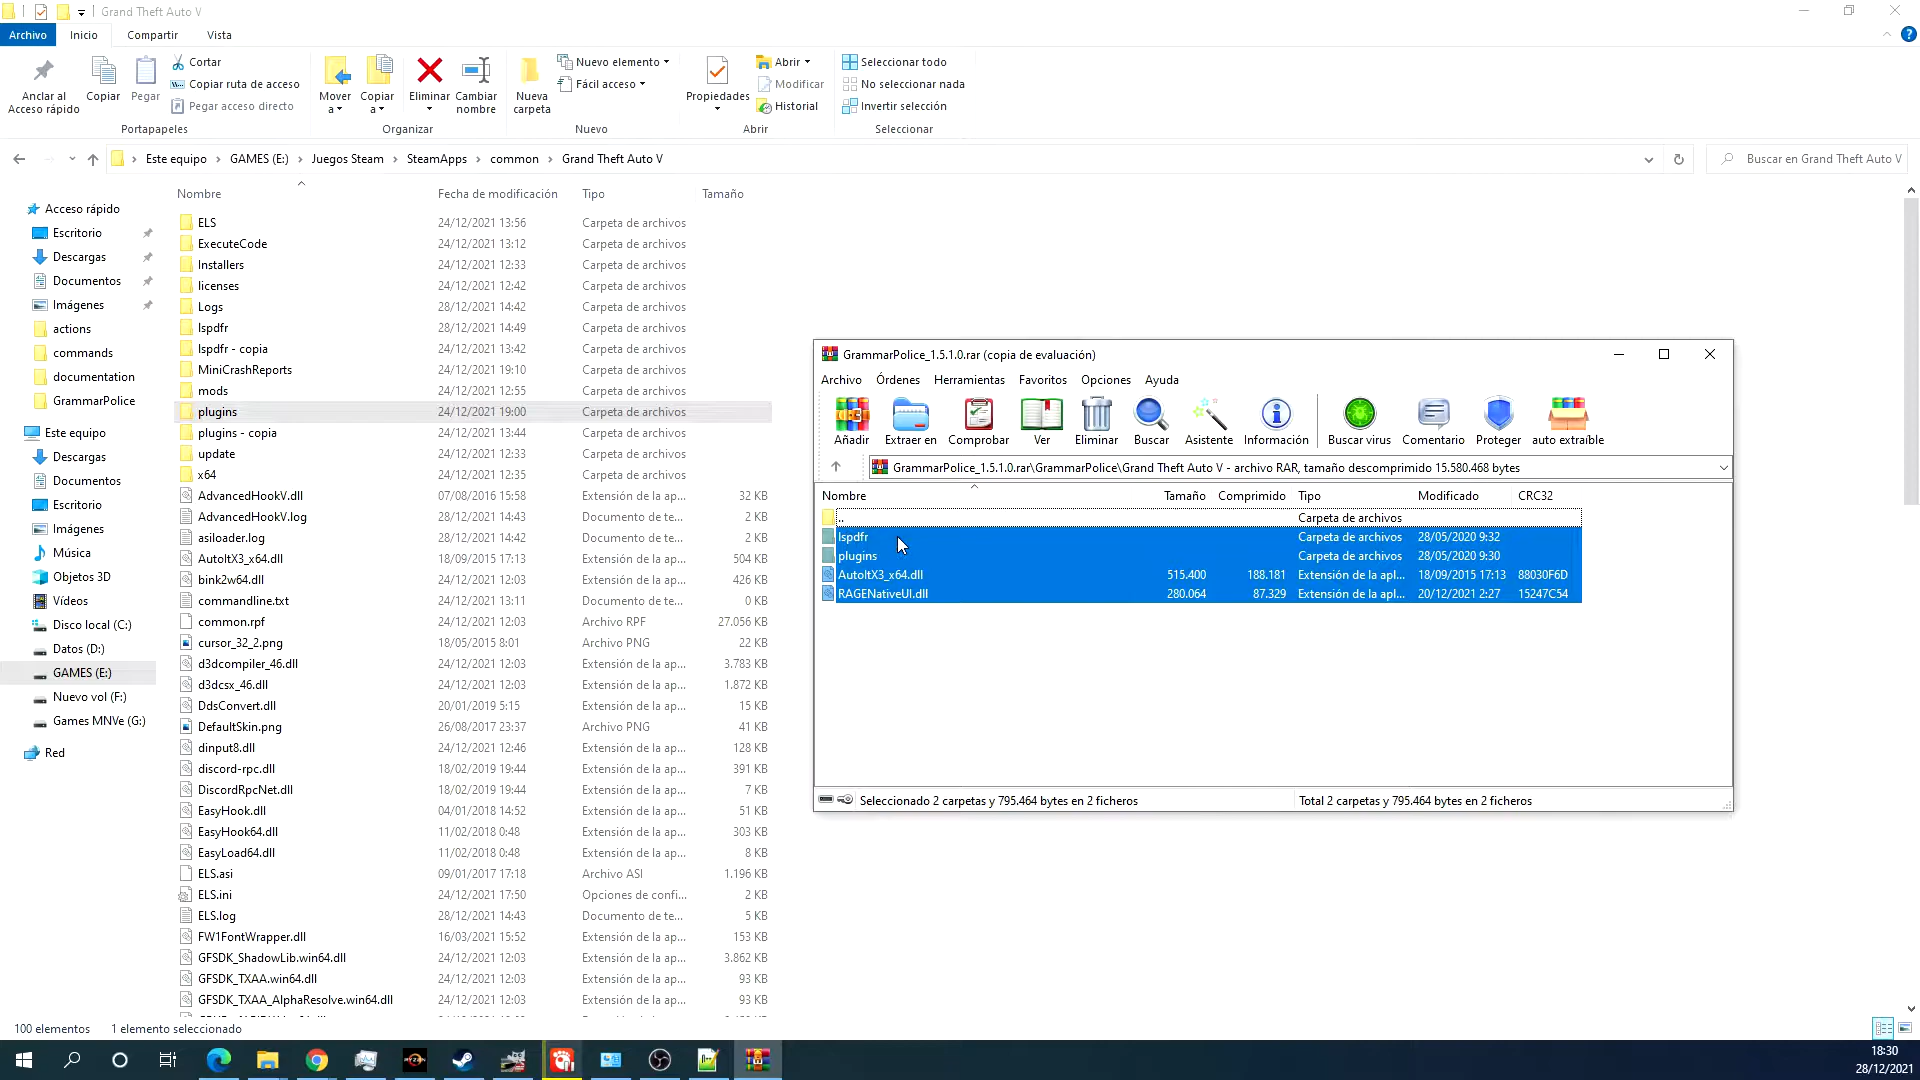 Grand Theft Auto V
Archivo
Inicio
Compartir
Vista
Anclar al
Acceso rápido
Copiar
Pegar
Cortar
Copiar ruta de acceso
Pegar acceso directo
Portapapeles
Mover
a
Copiar
a
Eliminar
Cambiar
nombre
Organizar
Nueva
carpeta
Nuevo elemento
Fácil acceso
Nuevo
Propiedades
Abrir
Modificar
Historial
Abrir
Seleccionar todo
No seleccionar nada
Invertir selección
Seleccionar
Este equipo > GAMES (E:) > Juegos Steam > SteamApps > common > Grand Theft Auto V
Buscar en Grand Theft Auto V
Acceso rápido
Escritorio
Descargas
Documentos
Imágenes
actions
commands
documentation
GrammarPolice
Este equipo
Descargas
Documentos
Escritorio
Imágenes
Música
Objetos 3D
Vídeos
Disco local (C:)
Datos (D:)
GAMES (E:)
Nuevo vol (F:)
Games MNVe (G:)
Red
Nombre Fecha de modificación Tipo Tamaño
ELS 24/12/2021 13:56 Carpeta de archivos
ExecuteCode 24/12/2021 13:12 Carpeta de archivos
Installers 24/12/2021 12:33 Carpeta de archivos
licenses 24/12/2021 12:42 Carpeta de archivos
Logs 28/12/2021 14:42 Carpeta de archivos
lspdfr 28/12/2021 14:49 Carpeta de archivos
lspdfr - copia 24/12/2021 13:42 Carpeta de archivos
MiniCrashReports 24/12/2021 19:10 Carpeta de archivos
mods 24/12/2021 12:55 Carpeta de archivos
plugins 24/12/2021 19:00 Carpeta de archivos
plugins - copia 24/12/2021 13:44 Carpeta de archivos
update 24/12/2021 12:33 Carpeta de archivos
x64 24/12/2021 12:35 Carpeta de archivos
AdvancedHookV.dll 07/08/2016 15:58 Extensión de la ap... 32 KB
AdvancedHookV.log 28/12/2021 14:43 Documento de te... 2 KB
asiloader.log 28/12/2021 14:42 Documento de te... 2 KB
AutoItX3_x64.dll 18/09/2015 17:13 Extensión de la ap... 504 KB
bink2w64.dll 24/12/2021 12:03 Extensión de la ap... 426 KB
commandline.txt 24/12/2021 13:11 Documento de te... 0 KB
common.rpf 24/12/2021 12:03 Archivo RPF 27.056 KB
cursor_32_2.png 18/05/2015 8:01 Archivo PNG 22 KB
d3dcompiler_46.dll 24/12/2021 12:03 Extensión de la ap... 3.783 KB
d3dcsx_46.dll 24/12/2021 12:03 Extensión de la ap... 1.872 KB
DdsConvert.dll 20/01/2019 5:15 Extensión de la ap... 15 KB
DefaultSkin.png 26/08/2017 23:37 Archivo PNG 41 KB
dinput8.dll 24/12/2021 12:46 Extensión de la ap... 128 KB
discord-rpc.dll 18/02/2019 19:44 Extensión de la ap... 391 KB
DiscordRpcNet.dll 18/02/2019 19:44 Extensión de la ap... 7 KB
EasyHook.dll 04/01/2018 14:52 Extensión de la ap... 51 KB
EasyHook64.dll 11/02/2018 0:48 Extensión de la ap... 303 KB
EasyLoad64.dll 11/02/2018 0:48 Extensión de la ap... 8 KB
ELS.asi 09/01/2017 17:18 Archivo ASI 1.196 KB
ELS.ini 24/12/2021 17:50 Opciones de confi... 2 KB
ELS.log 28/12/2021 14:43 Documento de te... 5 KB
FW1FontWrapper.dll 16/03/2021 15:52 Extensión de la ap... 153 KB
GFSDK_ShadowLib.win64.dll 24/12/2021 12:03 Extensión de la ap... 3.862 KB
GFSDK_TXAA.win64.dll 24/12/2021 12:03 Extensión de la ap... 93 KB
GFSDK_TXAA_AlphaResolve.win64.dll 24/12/2021 12:03 Extensión de la ap... 93 KB
100 elementos 1 elemento seleccionado
GrammarPolice_1.5.1.0.rar (copia de evaluación)
Archivo Órdenes Herramientas Favoritos Opciones Ayuda
Añadir Extraer en Comprobar Ver Eliminar Buscar Asistente Información Buscar virus Comentario Proteger auto extraíble
GrammarPolice_1.5.1.0.rar\GrammarPolice\Grand Theft Auto V - archivo RAR, tamaño descomprimido 15.580.468 bytes
Nombre Tamaño Comprimido Tipo Modificado CRC32
.. Carpeta de archivos
lspdfr Carpeta de archivos 28/05/2020 9:32
plugins Carpeta de archivos 28/05/2020 9:30
AutoItX3_x64.dll 515.400 188.181 Extensión de la apl... 18/09/2015 17:13 88030F6D
RAGENativeUI.dll 280.064 87.329 Extensión de la apl... 20/12/2021 2:27 15247C54
Seleccionado 2 carpetas y 795.464 bytes en 2 ficheros
Total 2 carpetas y 795.464 bytes en 2 ficheros
RYZEN
18:30
28/12/2021